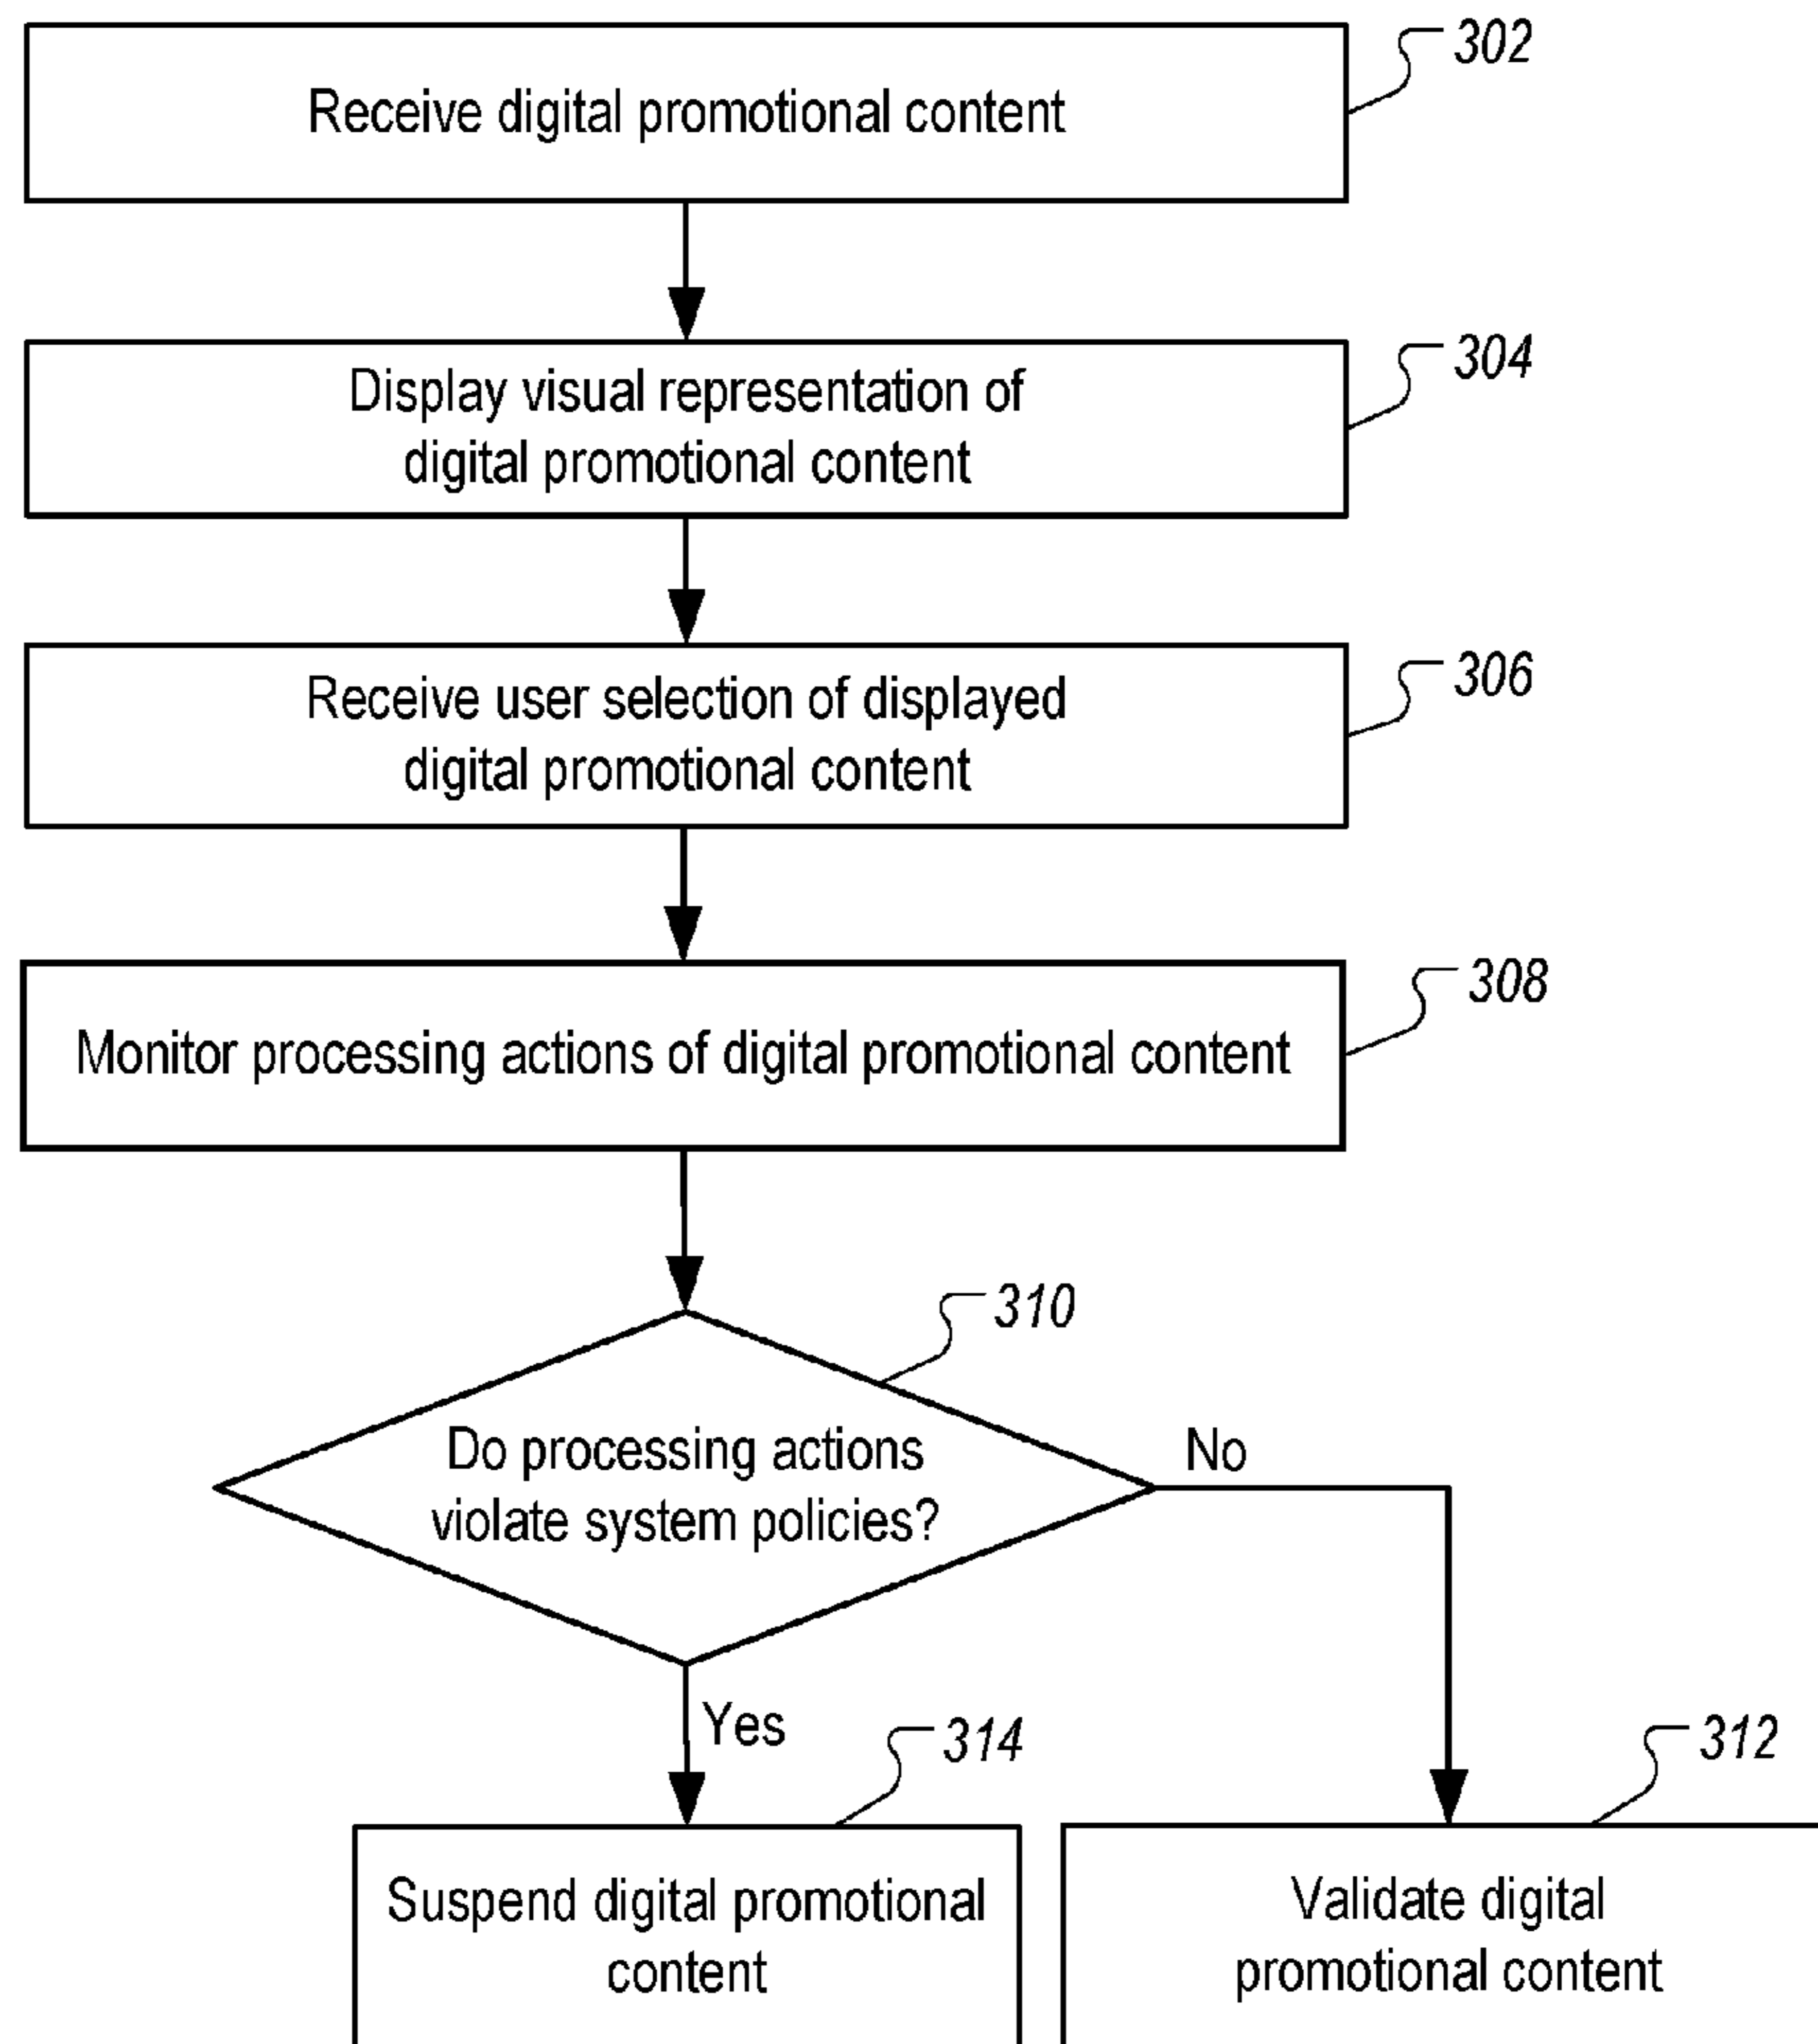 302
Receive digital promotional content
304
Display visual representation of
digital promotional content
306
Receive user selection of displayed
digital promotional content
308
Monitor processing actions of digital promotional content
310
Do processing actions
violate system policies?
No
Yes
314
312
Suspend digital promotional
content
Validate digital
promotional content